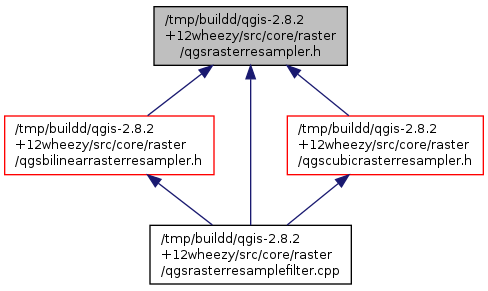 /tmp/buildd/qgis-2.8.2
+12wheezy/src/core/raster
/qgsrasterresampler.h
/tmp/buildd/qgis-2.8.2
+12wheezy/src/core/raster
/qgsbilinearrasterresampler.h
/tmp/buildd/qgis-2.8.2
+12wheezy/src/core/raster
/qgscubicrasterresampler.h
/tmp/buildd/qgis-2.8.2
+12wheezy/src/core/raster
/qgsrasterresamplefilter.cpp